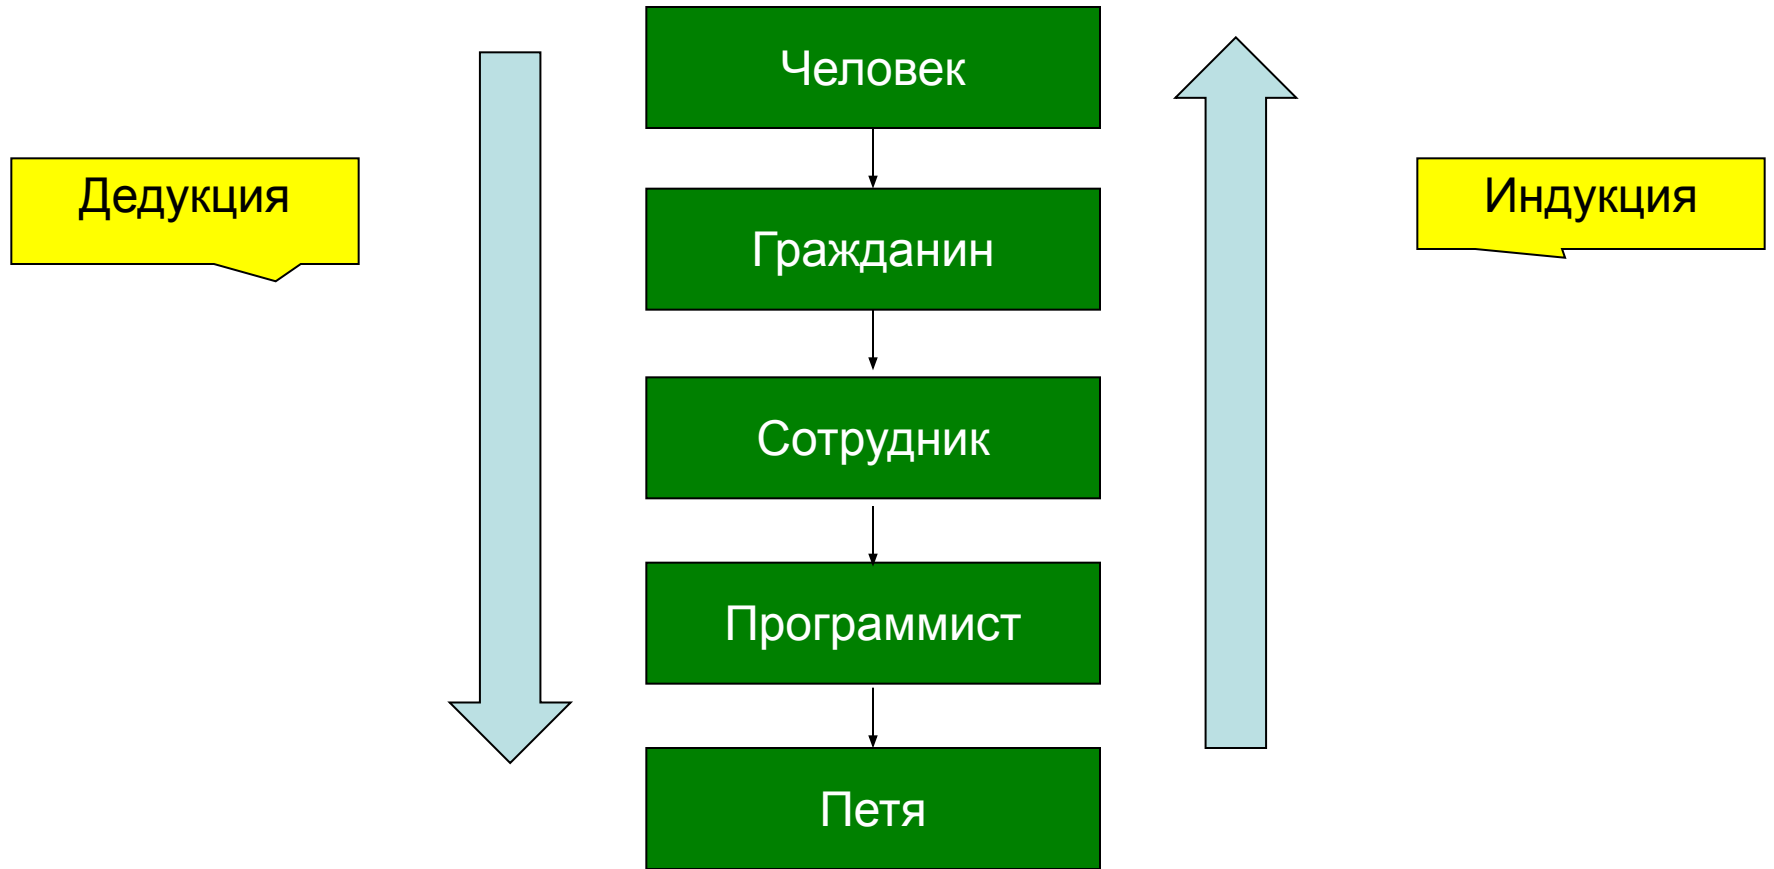 Человек
Дедукция
Индукция
Гражданин
Сотрудник
Программист
Петя